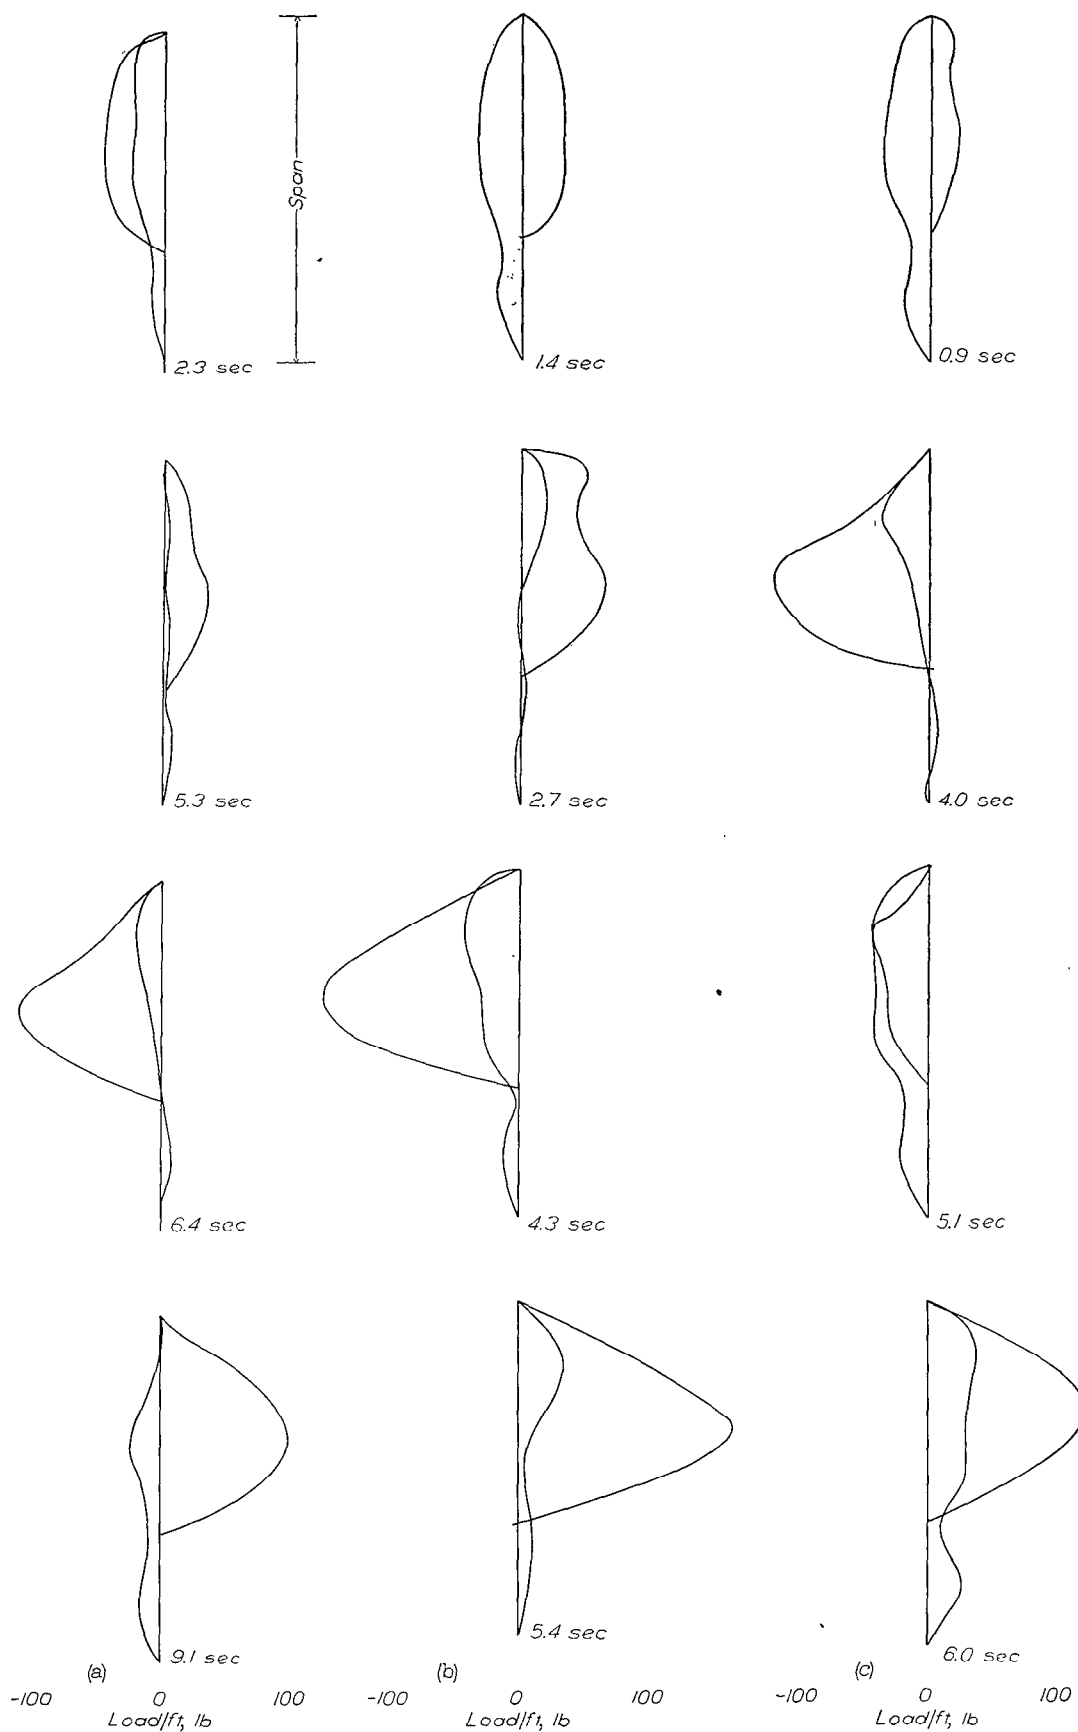 Span
2.3 sec
1.4 sec
0.9 sec
5.3 sec
2.7 sec
4.0 sec
6.4 sec
4.3 sec
5.1 sec
9.1 sec
5.4 sec
6.0 sec
(a)
(b)
(c)
-100 0 100
-100 0 100
-100 0 100
Load/ft, lb
Load/ft, lb
Load/ft, lb